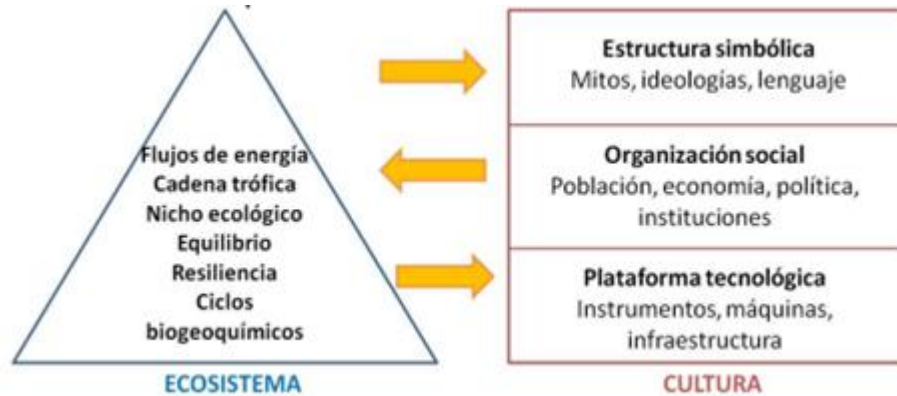 Flujos de energía
Cadena trófica
Nicho ecológico
Equilibrio
Resiliencia
Ciclos
biogeoquímicos
ECOSISTEMA
Estructura simbólica
Mitos, ideologías, lenguaje
Organización social
Población, economía, política,
instituciones
Plataforma tecnológica
Instrumentos, máquinas,
infraestructura
CULTURA